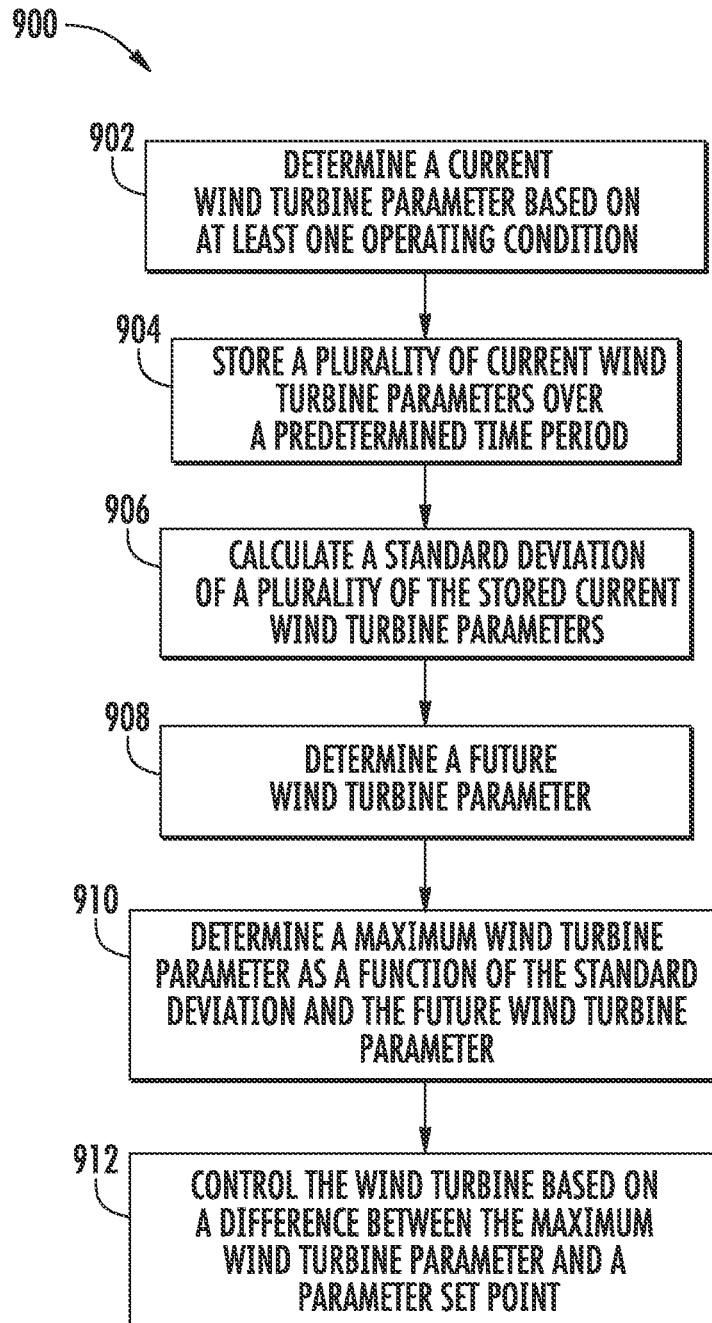 900
902
DETERMINE A CURRENT
WIND TURBINE PARAMETER BASED ON
AT LEAST ONE OPERATING CONDITION
904
STORE A PLURALITY OF CURRENT WIND
TURBINE PARAMETERS OVER
A PREDETERMINED TIME PERIOD
906
CALCULATE A STANDARD DEVIATION
OF A PLURALITY OF THE STORED CURRENT
WIND TURBINE PARAMETERS
908
DETERMINE A FUTURE
WIND TURBINE PARAMETER
910
DETERMINE A MAXIMUM WIND TURBINE
PARAMETER AS A FUNCTION OF THE STANDARD
DEVIATION AND THE FUTURE WIND TURBINE
PARAMETER
912
CONTROL THE WIND TURBINE BASED ON
A DIFFERENCE BETWEEN THE MAXIMUM
WIND TURBINE PARAMETER AND A
PARAMETER SET POINT